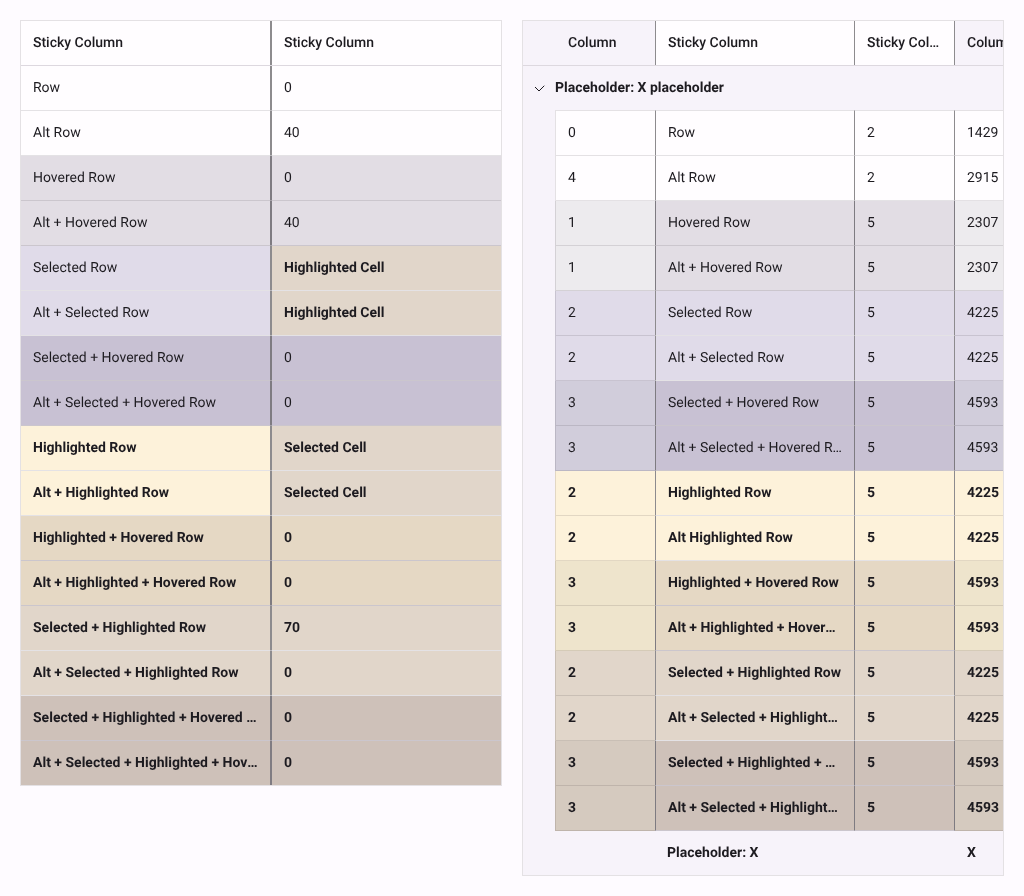 Sticky Column Sticky Column
Row 0
Alt Row 40
Hovered Row 0
Alt + Hovered Row 40
Selected Row Highlighted Cell
Alt + Selected Row Highlighted Cell
Selected + Hovered Row 0
Alt + Selected + Hovered Row 0
Highlighted Row Selected Cell
Alt + Highlighted Row Selected Cell
Highlighted + Hovered Row 0
Alt + Highlighted + Hovered Row 0
Selected + Highlighted Row 70
Alt + Selected + Highlighted Row 0
Selected + Highlighted + Hovered ... 0
Alt + Selected + Highlighted + Hov... 0
Column Sticky Column Sticky Col... Colum
Placeholder: X placeholder
0 Row 2 1429
4 Alt Row 2 2915
1 Hovered Row 5 2307
1 Alt + Hovered Row 5 2307
2 Selected Row 5 4225
2 Alt + Selected Row 5 4225
3 Selected + Hovered Row 5 4593
3 Alt + Selected + Hovered R... 5 4593
2 Highlighted Row 5 4225
2 Alt Highlighted Row 5 4225
3 Highlighted + Hovered Row 5 4593
3 Alt + Highlighted + Hover... 5 4593
2 Selected + Highlighted Row 5 4225
2 Alt + Selected + Highlight... 5 4225
3 Selected + Highlighted + ... 5 4593
3 Alt + Selected + Highlight... 5 4593
Placeholder: X X